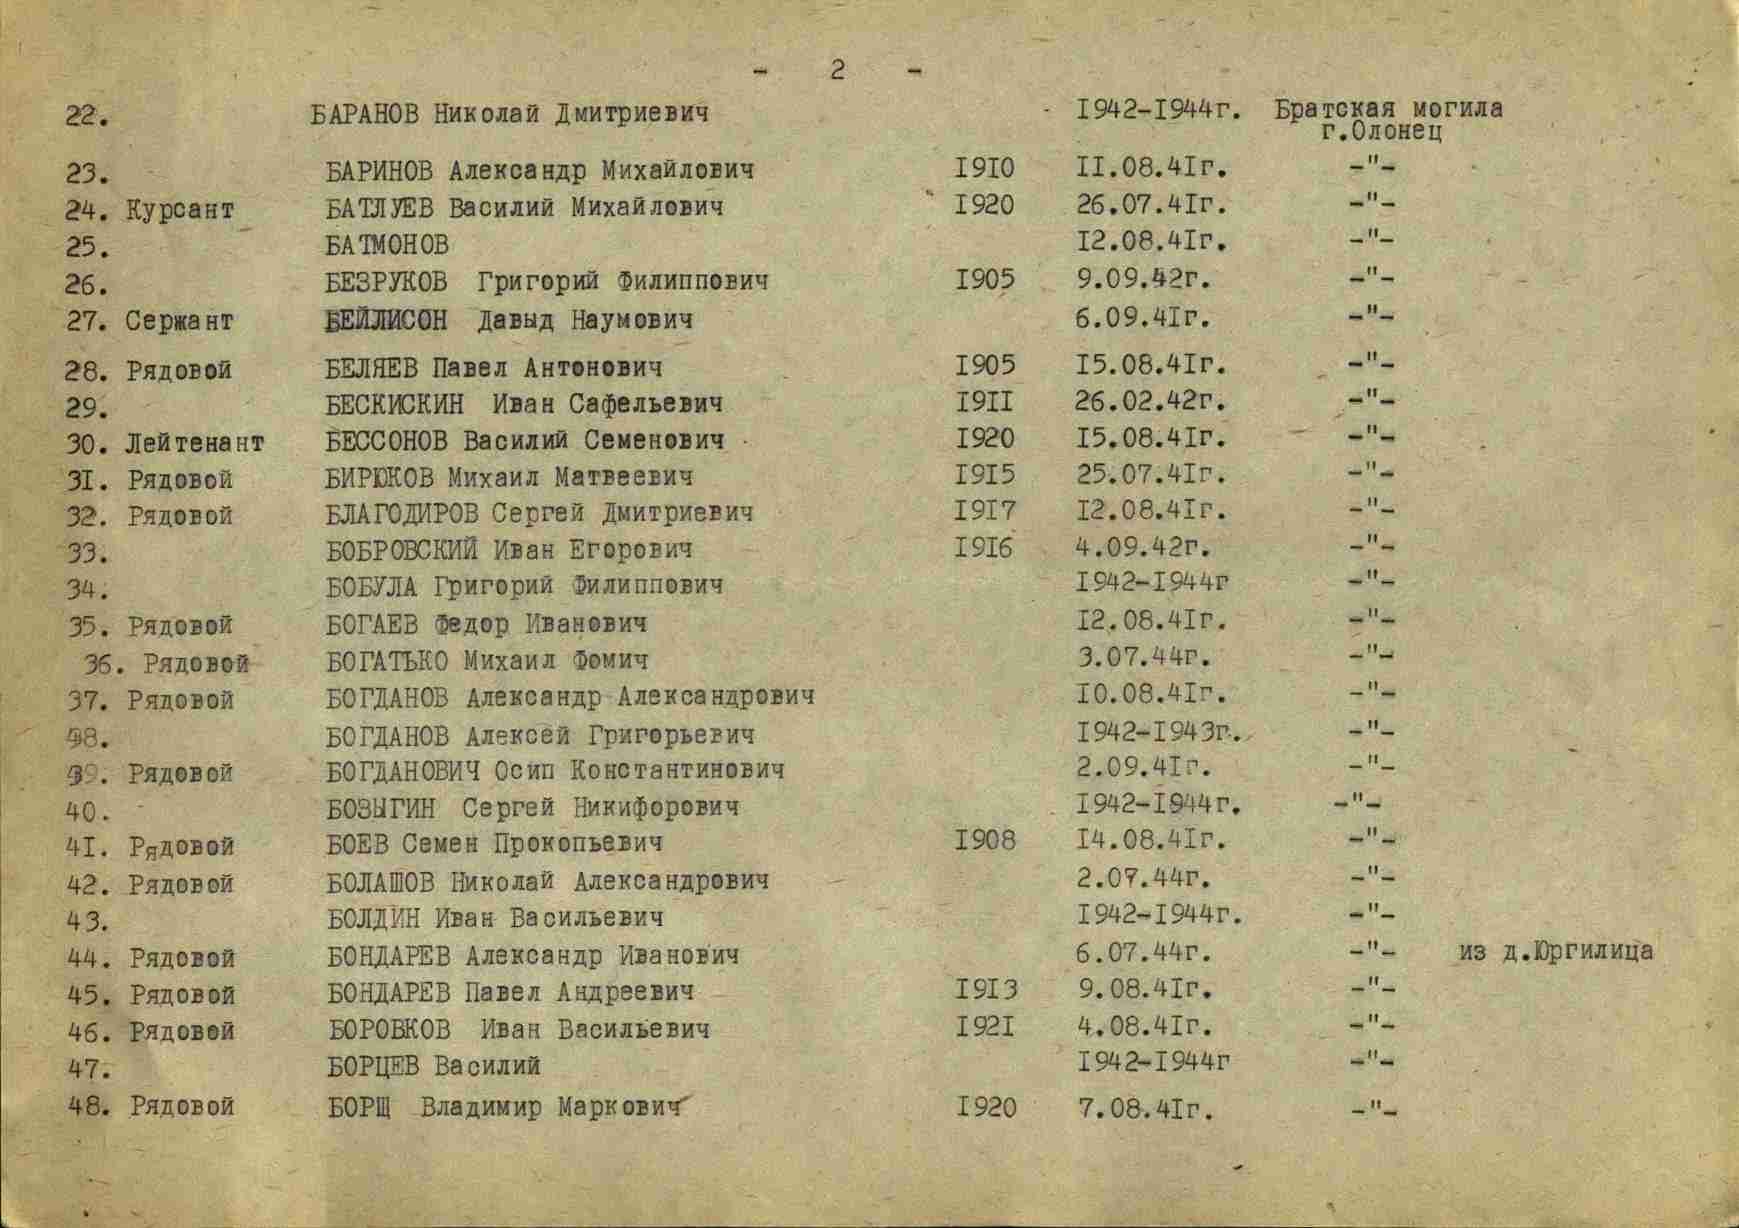 - 2 -
22. БАРАНОВ Николай Дмитриевич 1942-1944г. Братская могила
г.Олонец
23. БАРИНОВ Александр Михайлович 1910 11.08.41г. -"-
24. Курсант БАТЛУЕВ Василий Михайлович 1920 26.07.41г. -"-
25. БАТМОНОВ 12.08.41г. -"-
26. БЕЗРУКОВ Григорий Филиппович 1905 9.09.42г. -"-
27. Сержант БЕЙЛИСОН Давыд Наумович 6.09.41г. -"-
28. Рядовой БЕЛЯЕВ Павел Антонович 1905 15.08.41г. -"-
29. БЕСКИСКИН Иван Сафельевич 1911 26.02.42г. -"-
30. Лейтенант БЕССОНОВ Василий Семенович 1920 15.08.41г. -"-
31. Рядовой БИРЮКОВ Михаил Матвеевич 1915 25.07.41г. -"-
32. Рядовой БЛАГОДИРОВ Сергей Дмитриевич 1917 12.08.41г. -"-
33. БОБРОВСКИЙ Иван Егорович 1916 4.09.42г. -"-
34. БОБУЛА Григорий Филиппович 1942-1944г -"-
35. Рядовой БОГАЕВ Федор Иванович 12.08.41г. -"-
36. Рядовой БОГАТЬКО Михаил Фомич 3.07.44г. -"-
37. Рядовой БОГДАНОВ Александр Александрович 10.08.41г. -"-
38. БОГДАНОВ Алексей Григорьевич 1942-1943г. -"-
39. Рядовой БОГДАНОВИЧ Осип Константинович 2.09.41г. -"-
40. БОЗЫГИН Сергей Никифорович 1942-1944г. -"-
41. Рядовой БОЕВ Семен Прокопьевич 1908 14.08.41г. -"-
42. Рядовой БОЛАШОВ Николай Александрович 2.07.44г. -"-
43. БОЛДИН Иван Васильевич 1942-1944г. -"-
44. Рядовой БОНДАРЕВ Александр Иванович 6.07.44г. -"- из д.Юргилица
45. Рядовой БОНДАРЕВ Павел Андреевич 1913 9.08.41г. -"-
46. Рядовой БОРОВКОВ Иван Васильевич 1921 4.08.41г. -"-
47. БОРЦЕВ Василий 1942-1944г -"-
48. Рядовой БОРЩ Владимир Маркович 1920 7.08.41г. -"-